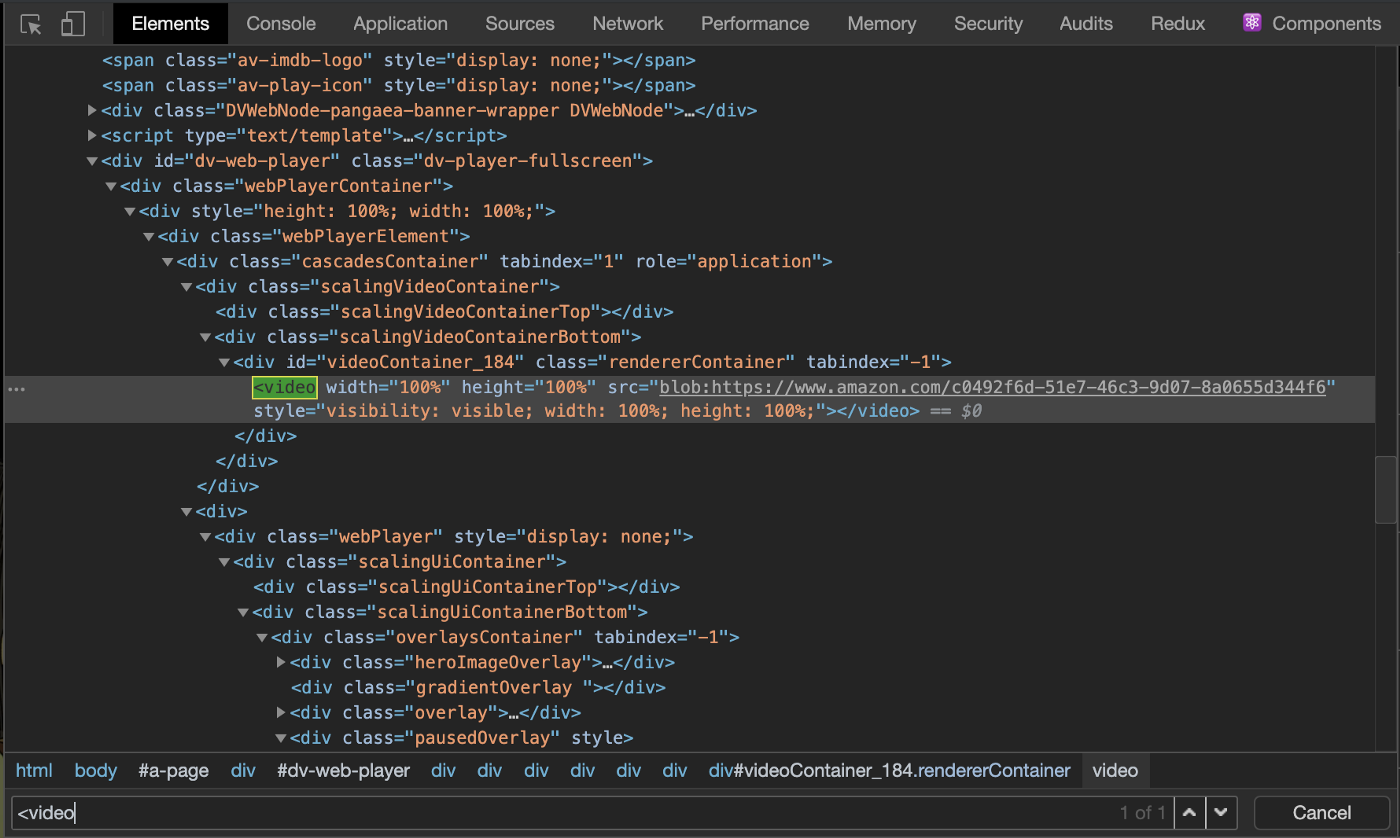 Elements Console Application Sources Network Performance Memory Security Audits Redux Components
<span class="av-imdb-logo" style="display: none;"></span>
<span class="av-play-icon" style="display: none;"></span>
▶<div class="DVWebNode-pangaea-banner-wrapper DVWebNode">…</div>
▶<script type="text/template">…</script>
▼<div id="dv-web-player" class="dv-player-fullscreen">
▼<div class="webPlayerContainer">
▼<div style="height: 100%; width: 100%;">
▼<div class="webPlayerElement">
▼<div class="cascadesContainer" tabindex="1" role="application">
▼<div class="scalingVideoContainer">
<div class="scalingVideoContainerTop"></div>
▼<div class="scalingVideoContainerBottom">
▼<div id="videoContainer_184" class="rendererContainer" tabindex="-1">
… <video width="100%" height="100%" src="blob:https://www.amazon.com/c0492f6d-51e7-46c3-9d07-8a0655d344f6"
style="visibility: visible; width: 100%; height: 100%;"></video> == $0
</div>
</div>
</div>
▼<div>
▼<div class="webPlayer" style="display: none;">
▼<div class="scalingUiContainer">
<div class="scalingUiContainerTop"></div>
▼<div class="scalingUiContainerBottom">
▼<div class="overlaysContainer" tabindex="-1">
▶<div class="heroImageOverlay">…</div>
<div class="gradientOverlay "></div>
▶<div class="overlay">…</div>
▼<div class="pausedOverlay" style>
html body #a-page div #dv-web-player div div div div div div div#videoContainer_184.rendererContainer video
<video 1 of 1 Cancel